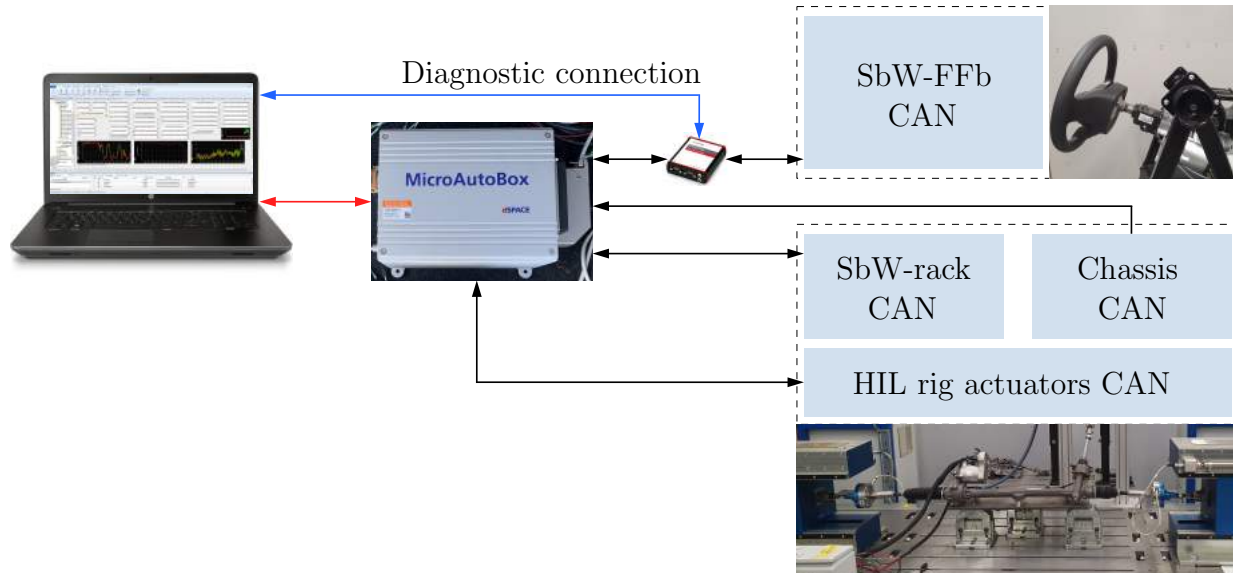 Diagnostic connection
SbW-FFb
CAN
MicroAutoBox
dSPACE
SbW-rack
CAN
Chassis
CAN
HIL rig actuators CAN